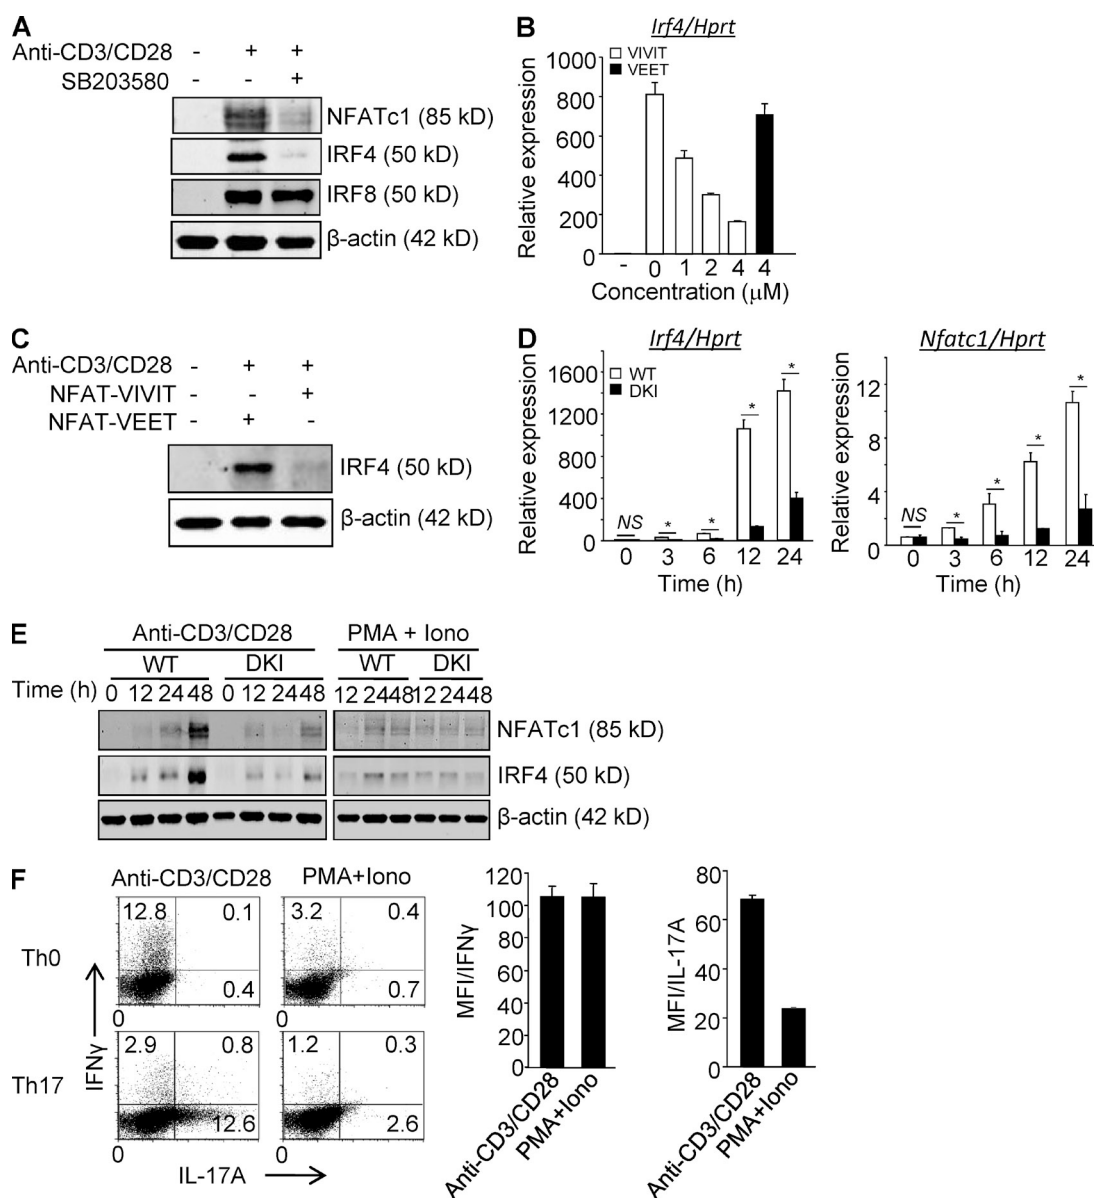 A
Anti-CD3/CD28 - + +
SB203580 - - +
NFATc1 (85 kD)
IRF4 (50 kD)
IRF8 (50 kD)
β-actin (42 kD)
B
Irf4/Hprt
VIVIT
VEET
Relative expression
1000
800
600
400
200
0
- 0 1 2 4 4
Concentration (μM)
C
Anti-CD3/CD28 - + +
NFAT-VIVIT - - +
NFAT-VEET - + -
IRF4 (50 kD)
β-actin (42 kD)
D
Irf4/Hprt
WT
DKI
Relative expression
1600
1200
800
400
0
NS * * * *
0 3 6 12 24
Time (h)
Nfatc1/Hprt
Relative expression
12
8
4
0
NS * * * *
0 3 6 12 24
Time (h)
E
Anti-CD3/CD28 PMA + Iono
WT DKI WT DKI
Time (h) 0 12 24 48 0 12 24 48 12 24 48 12 24 48
NFATc1 (85 kD)
IRF4 (50 kD)
β-actin (42 kD)
F
Anti-CD3/CD28 PMA+Iono
Th0
12.8 0.1
0.4
0
3.2 0.4
0.7
0
Th17
2.9 0.8
12.6
0
1.2 0.3
2.6
0
IFNγ
IL-17A
MFI/IFNγ
120
100
80
60
40
20
0
Anti-CD3/CD28
PMA+Iono
MFI/IL-17A
80
60
40
20
0
Anti-CD3/CD28
PMA+Iono